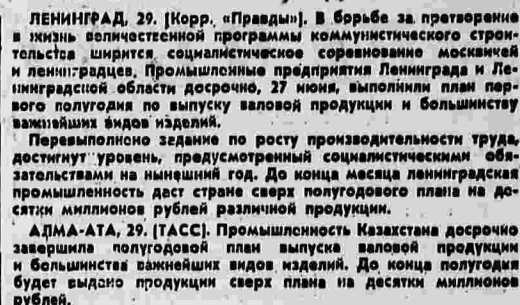 ЛЕНИНГРАД, 29. [Корр. «Правды»]. В борьбе за претворение
в жизнь величественной программы коммунистического строи-
тельства ширится социалистическое соревнование москвичей
и ленинградцев. Промышленные предприятия Ленинграда и Ле-
нинградской области досрочно, 27 июня, выполнили план пер-
вого полугодия по выпуску валовой продукции и большинству
важнейших видов изделий.
Перевыполнено задание по росту производительности труда,
достигнут уровень, предусмотренный социалистическими обя-
зательствами на нынешний год. До конца месяца ленинградская
промышленность даст стране сверх полугодового плана на де-
сятки миллионов рублей различной продукции.
АЛМА-АТА, 29. [ТАСС]. Промышленность Казахстана досрочно
завершила полугодовой план выпуска валовой продукции
и большинства важнейших видов изделий. До конца полугодия
будет выдано продукции сверх плана на десятки миллионов
рублей.